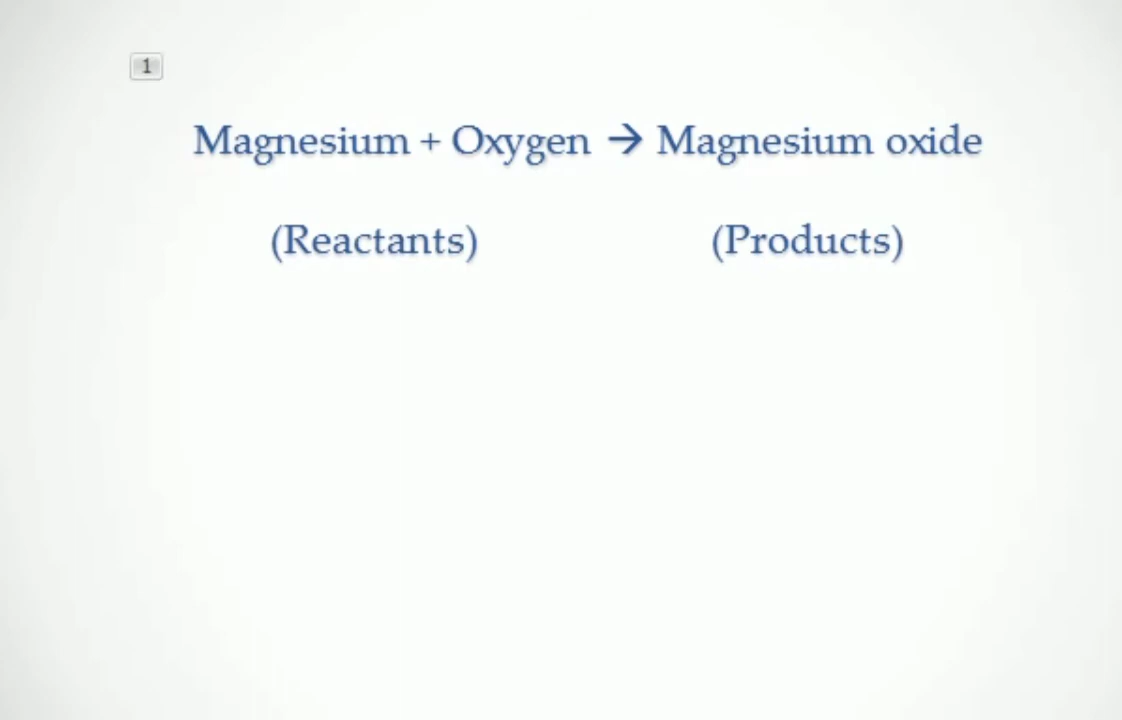 1
Magnesium + Oxygen → Magnesium oxide
(Reactants) (Products)